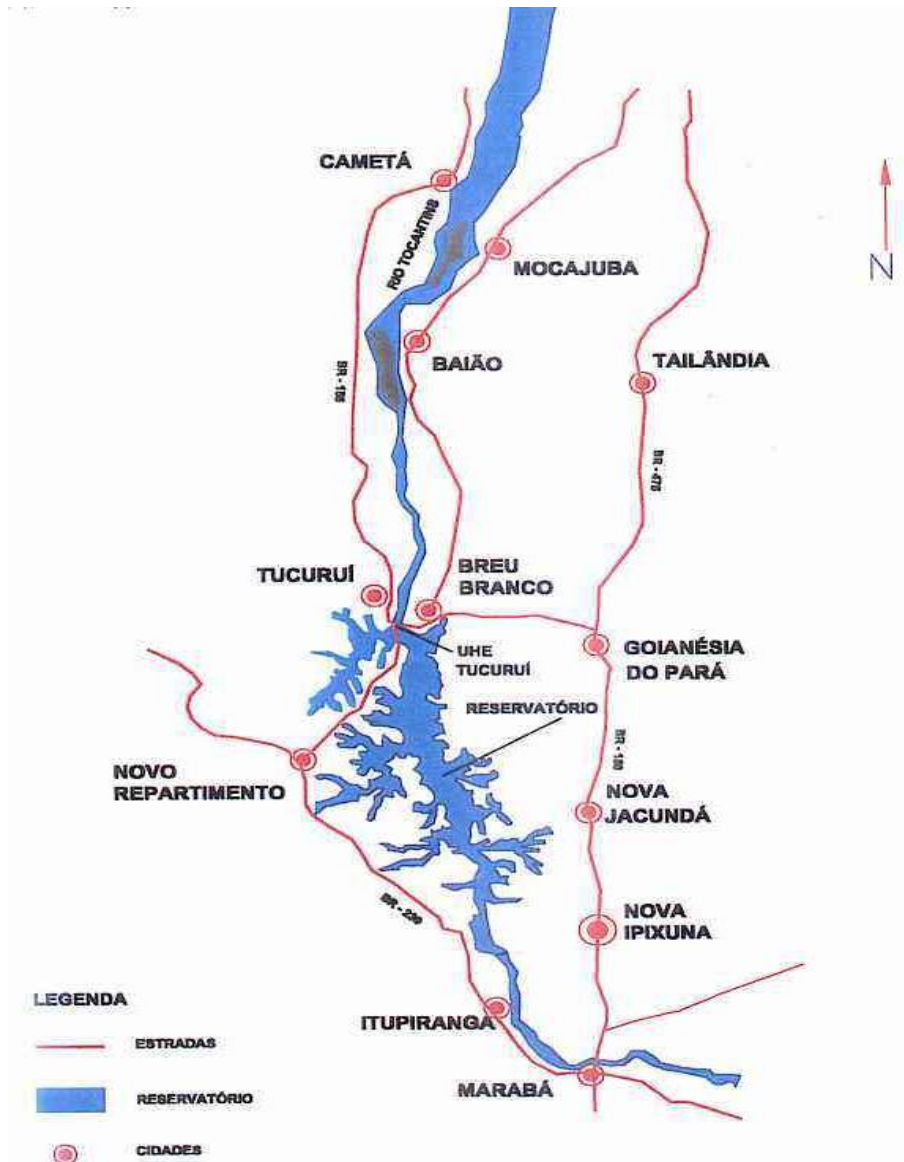 CAMETÁ
RIO TOCANTINS
MOCAJUBA
N
BAIÃO
TAILÂNDIA
BR - 156
BR - 475
TUCURUÍ
BREU
BRANCO
UHE
TUCURUÍ
GOIANÉSIA
DO PARÁ
RESERVATÓRIO
BR - 150
NOVO
REPARTIMENTO
NOVA
JACUNDÁ
BR - 230
NOVA
IPIXUNA
LEGENDA
ITUPIRANGA
ESTRADAS
MARABÁ
RESERVATÓRIO
CIDADES